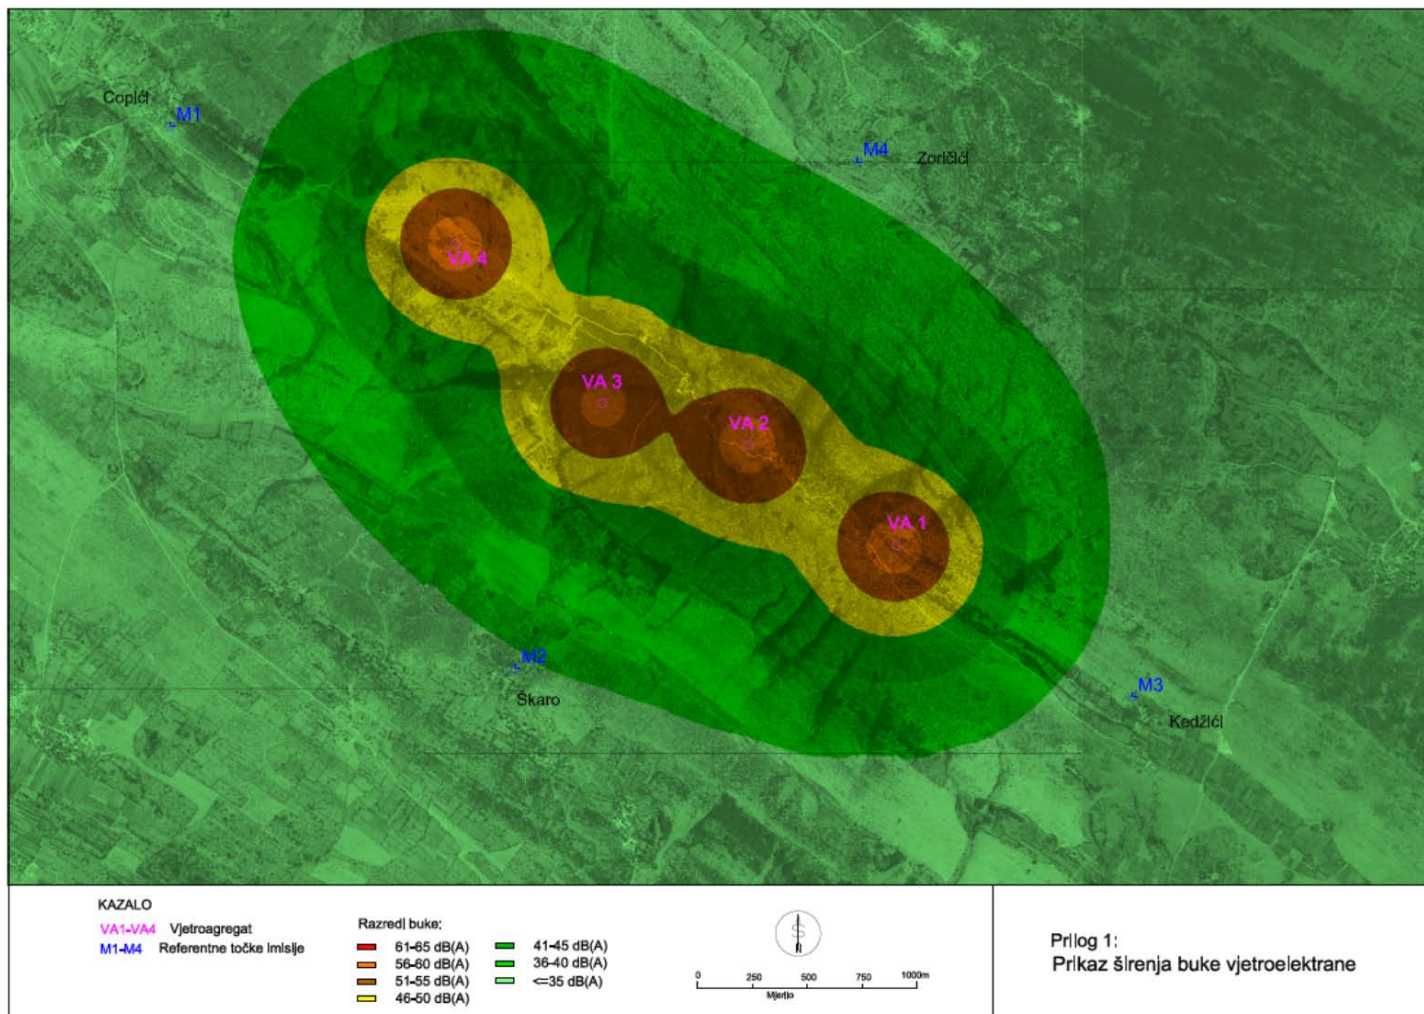 Čopići
M1
M4
Zoričići
VA 4
VA 3
VA 2
VA 1
M2
Škaro
M3
Kedžići
KAZALO
VA1-VA4 Vjetroagregat
M1-M4 Referentne točke imisije
Razredi buke:
61-65 dB(A)
56-60 dB(A)
51-55 dB(A)
46-50 dB(A)
41-45 dB(A)
36-40 dB(A)
<=35 dB(A)
S
0 250 500 750 1000m
Mjerilo
Prilog 1:
Prikaz širenja buke vjetroelektrane